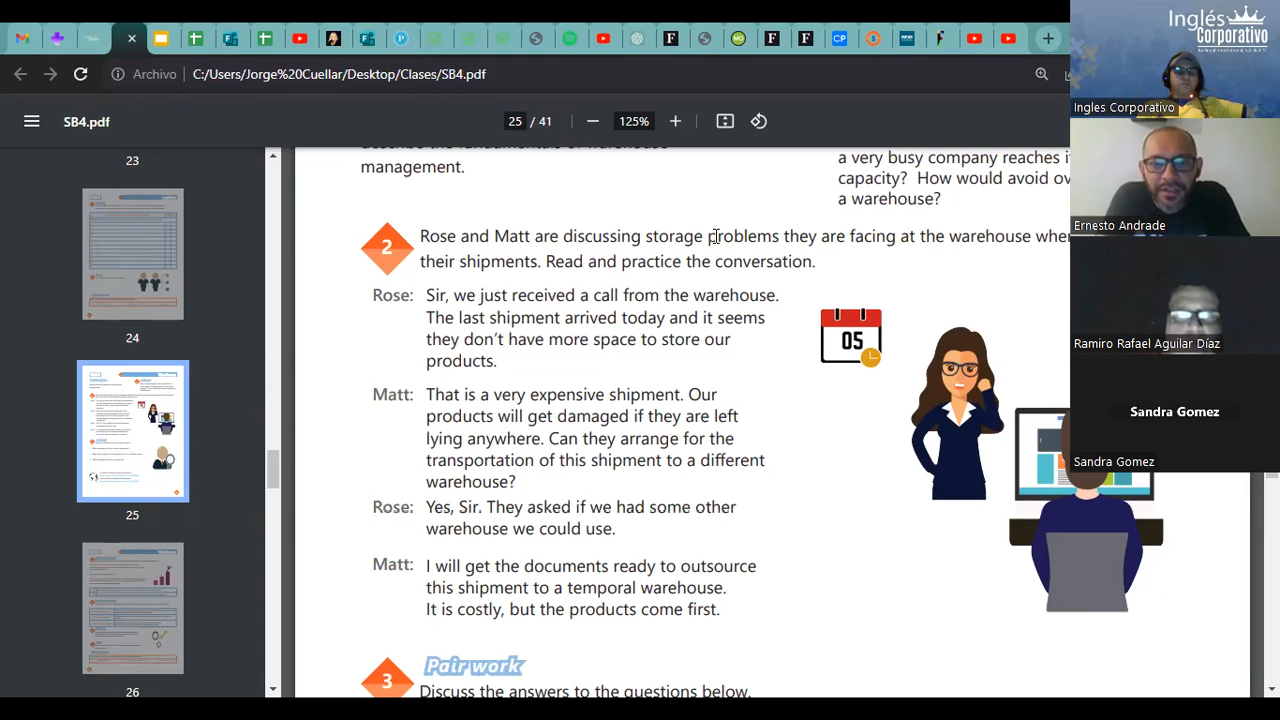 Archivo
C:/Users/Jorge%20Cuellar/Desktop/Clases/SB4.pdf
SB4.pdf
25 / 41
125%
23
24
25
26
management.
a very busy company reaches
capacity? How would avoid
a warehouse?
2
Rose and Matt are discussing storage problems they are facing at the warehouse
their shipments. Read and practice the conversation.
Rose: Sir, we just received a call from the warehouse.
The last shipment arrived today and it seems
they don't have more space to store our
products.
05
Matt: That is a very expensive shipment. Our
products will get damaged if they are left
lying anywhere. Can they arrange for the
transportation of this shipment to a different
warehouse?
Rose: Yes, Sir. They asked if we had some other
warehouse we could use.
Matt: I will get the documents ready to outsource
this shipment to a temporal warehouse.
It is costly, but the products come first.
3
Pair work
Discuss the answers to the questions below.
Inglés
Corporativo
Ingles Corporativo
Ernesto Andrade
Ramiro Rafael Aguilar Díaz
Sandra Gomez
Sandra Gomez